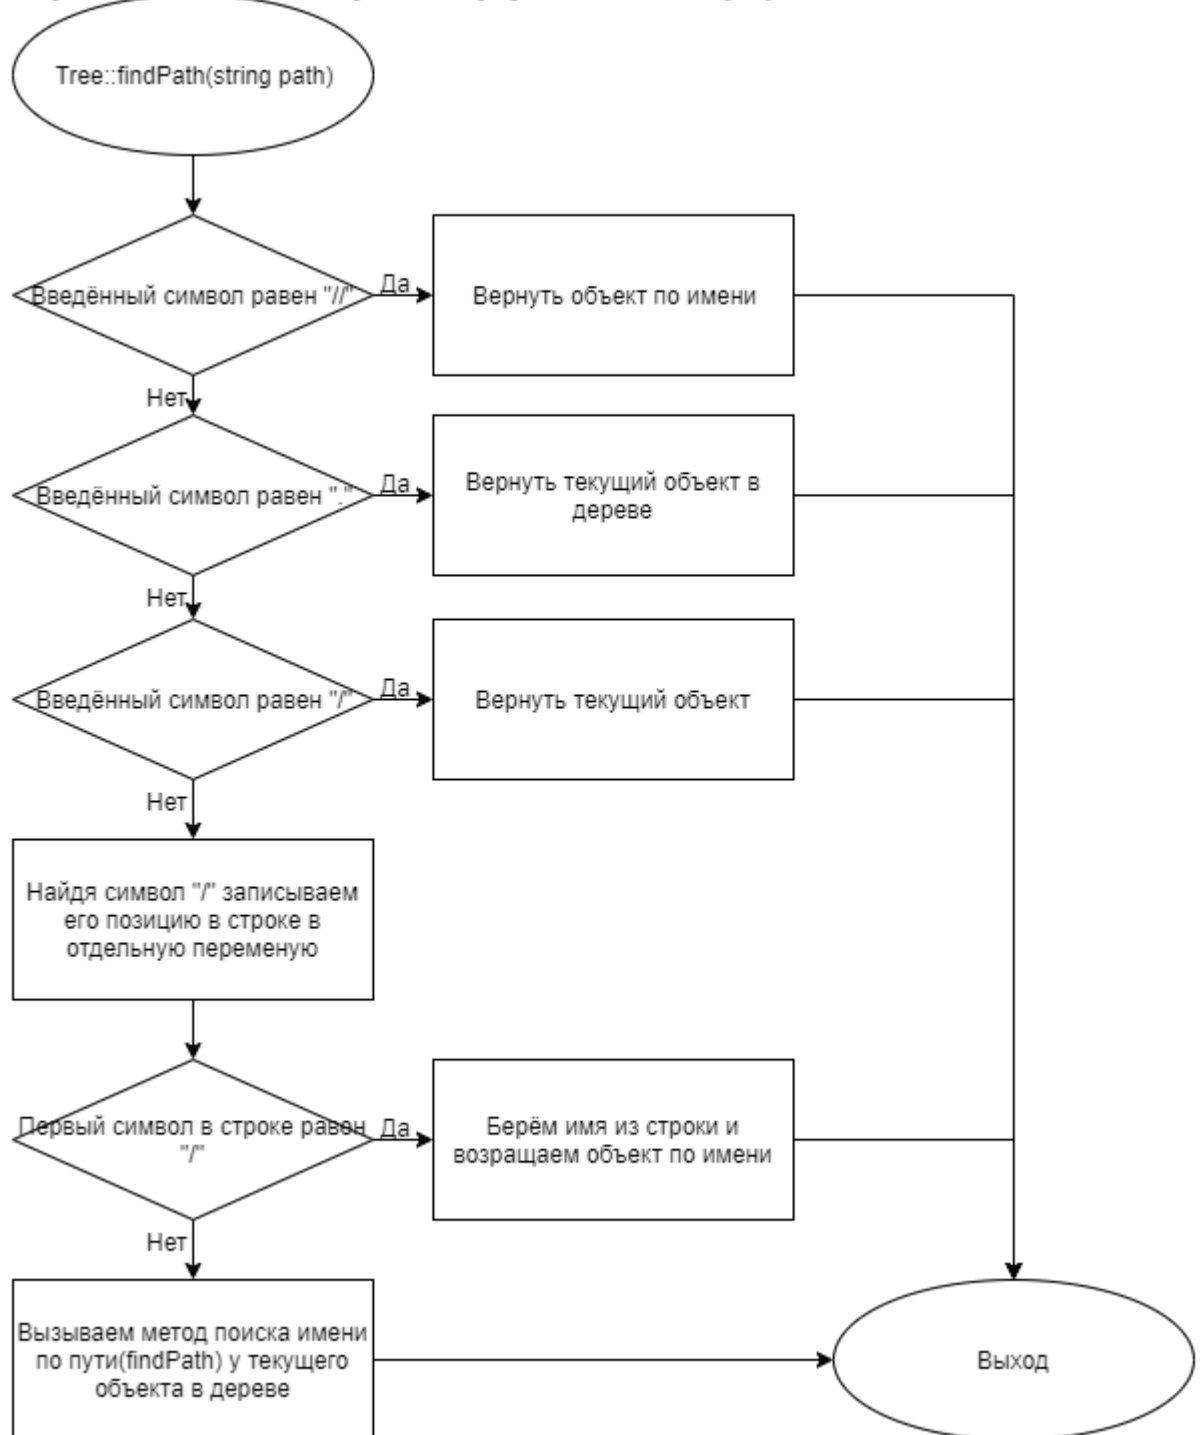 Tree::findPath(string path)
Введённый символ равен "//"
Да
Вернуть объект по имени
Нет
Введённый символ равен "."
Да
Вернуть текущий объект в
дереве
Нет
Введённый символ равен "/"
Да
Вернуть текущий объект
Нет
Найдя символ "/" записываем
его позицию в строке в
отдельную переменую
Первый символ в строке равен
"/"
Да
Берём имя из строки и
возращаем объект по имени
Нет
Вызываем метод поиска имени
по пути(findPath) у текущего
объекта в дереве
Выход